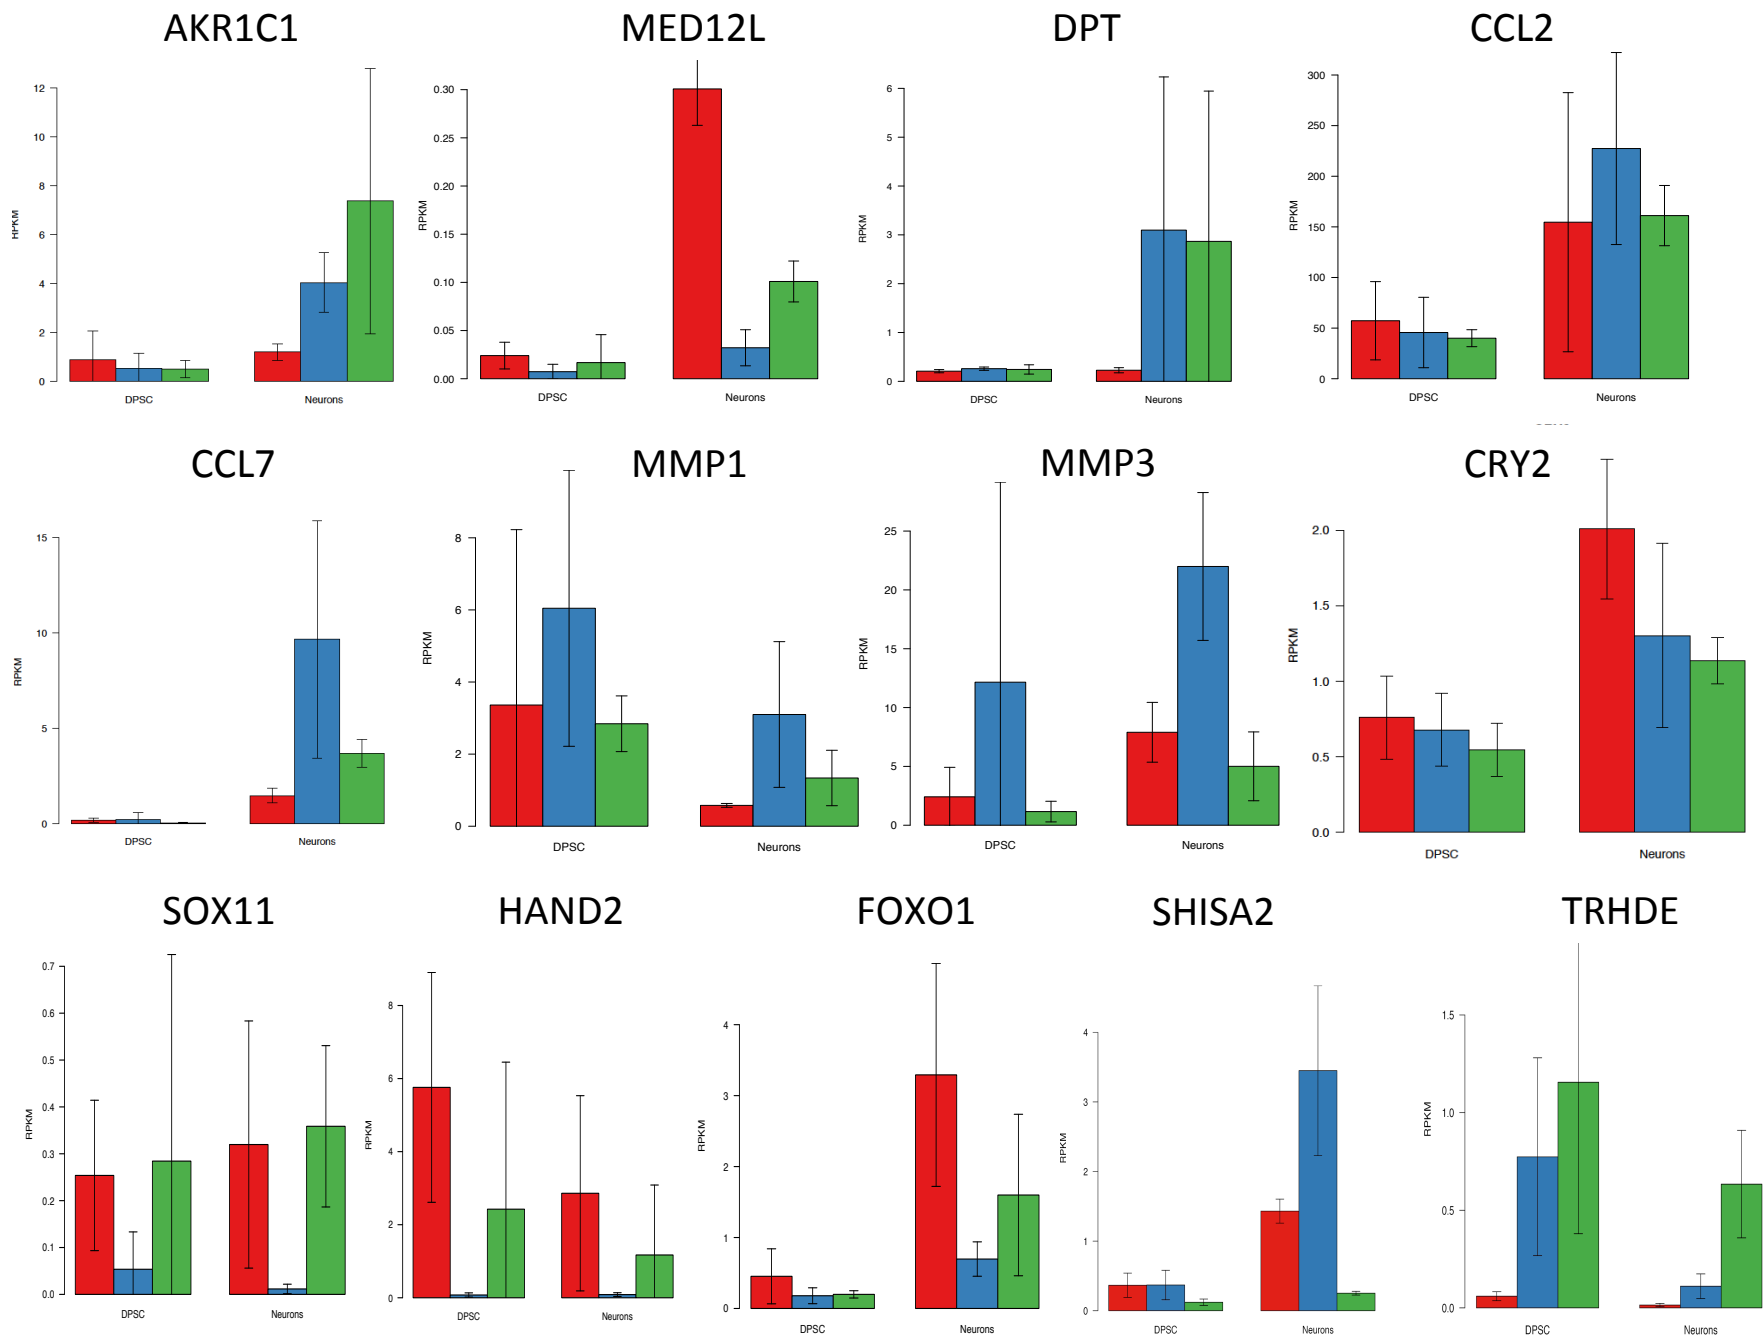 AKR1C1 MED12L DPT CCL2
RPKM
12
10
8
6
4
2
0
DPSC Neurons
RPKM
0.30
0.25
0.20
0.15
0.10
0.05
0.00
DPSC Neurons
RPKM
6
5
4
3
2
1
0
DPSC Neurons
RPKM
300
250
200
150
100
50
0
DPSC Neurons
CCL7 MMP1 MMP3 CRY2
RPKM
15
10
5
0
DPSC Neurons
RPKM
8
6
4
2
0
DPSC Neurons
RPKM
25
20
15
10
5
0
DPSC Neurons
RPKM
2.0
1.5
1.0
0.5
0.0
DPSC Neurons
SOX11 HAND2 FOXO1 SHISA2 TRHDE
RPKM
0.7
0.6
0.5
0.4
0.3
0.2
0.1
0.0
DPSC Neurons
RPKM
8
6
4
2
0
DPSC Neurons
RPKM
4
3
2
1
0
DPSC Neurons
RPKM
4
3
2
1
0
DPSC Neurons
RPKM
1.5
1.0
0.5
0.0
DPSC Neurons